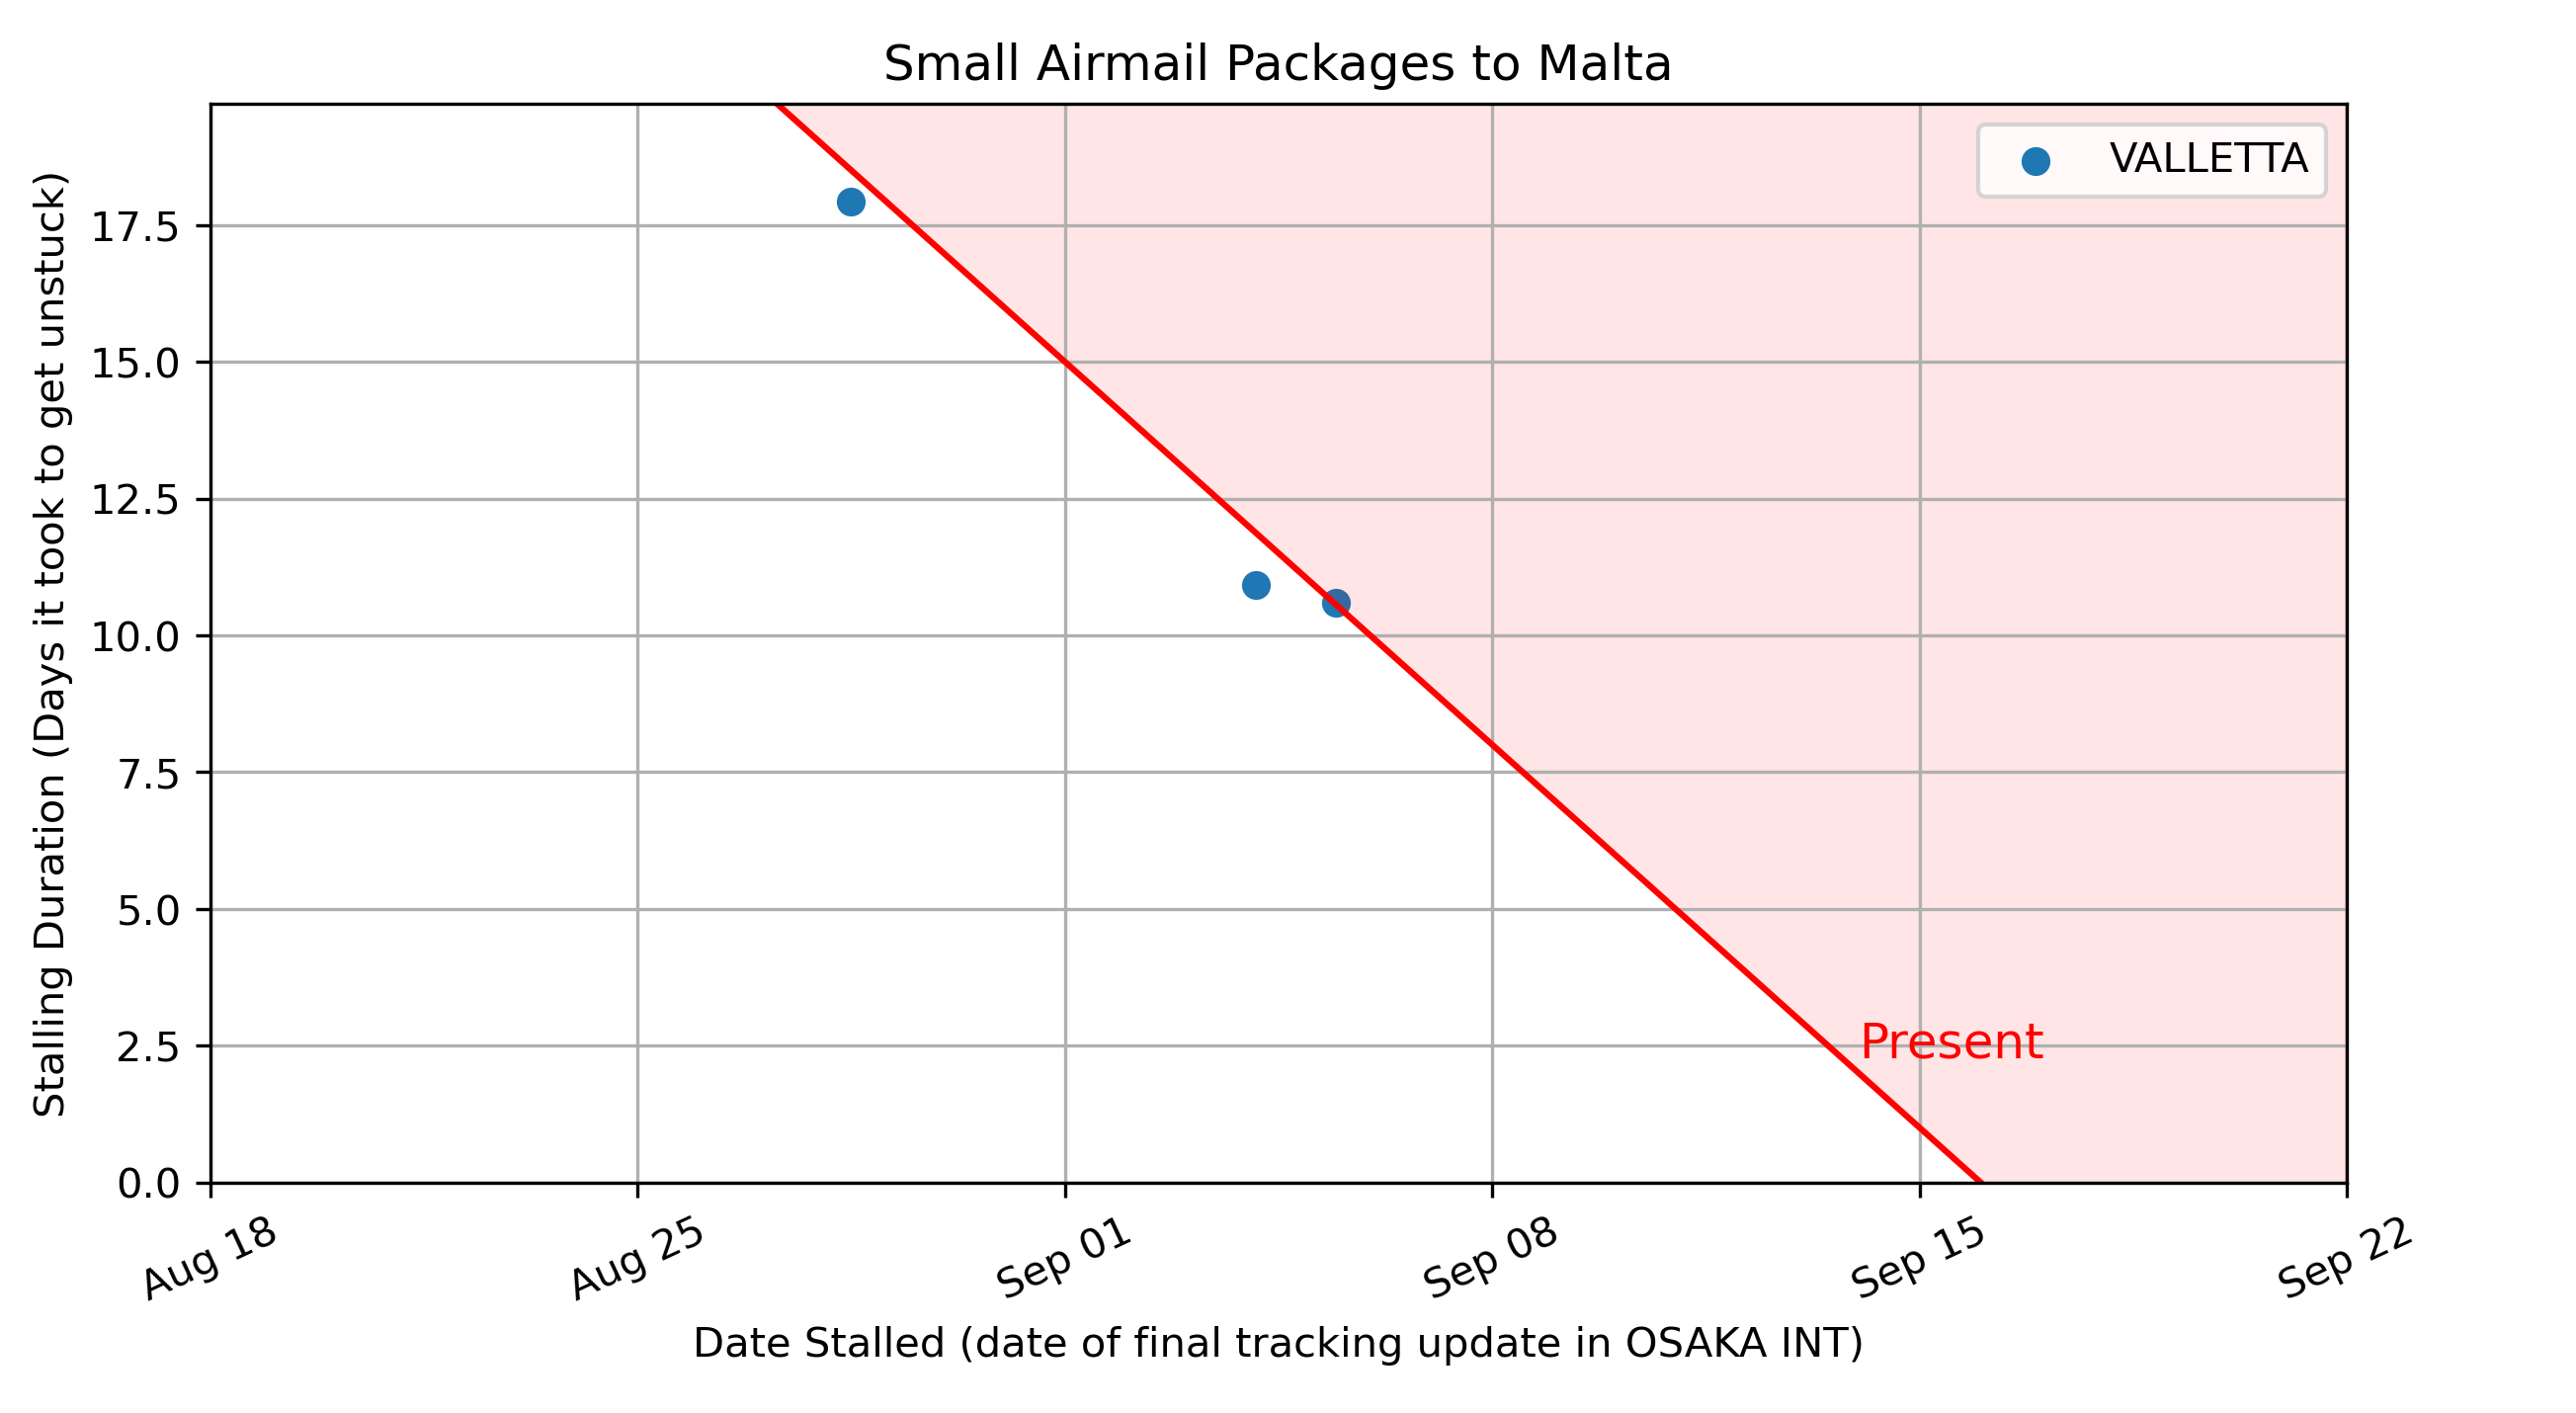 Small Airmail Packages to Malta
VALLETTA
Stalling Duration (Days it took to get unstuck)
17.5
15.0
12.5
10.0
7.5
5.0
2.5
0.0
Present
Aug 18
Aug 25
Sep 01
Sep 08
Sep 15
Sep 22
Date Stalled (date of final tracking update in OSAKA INT)